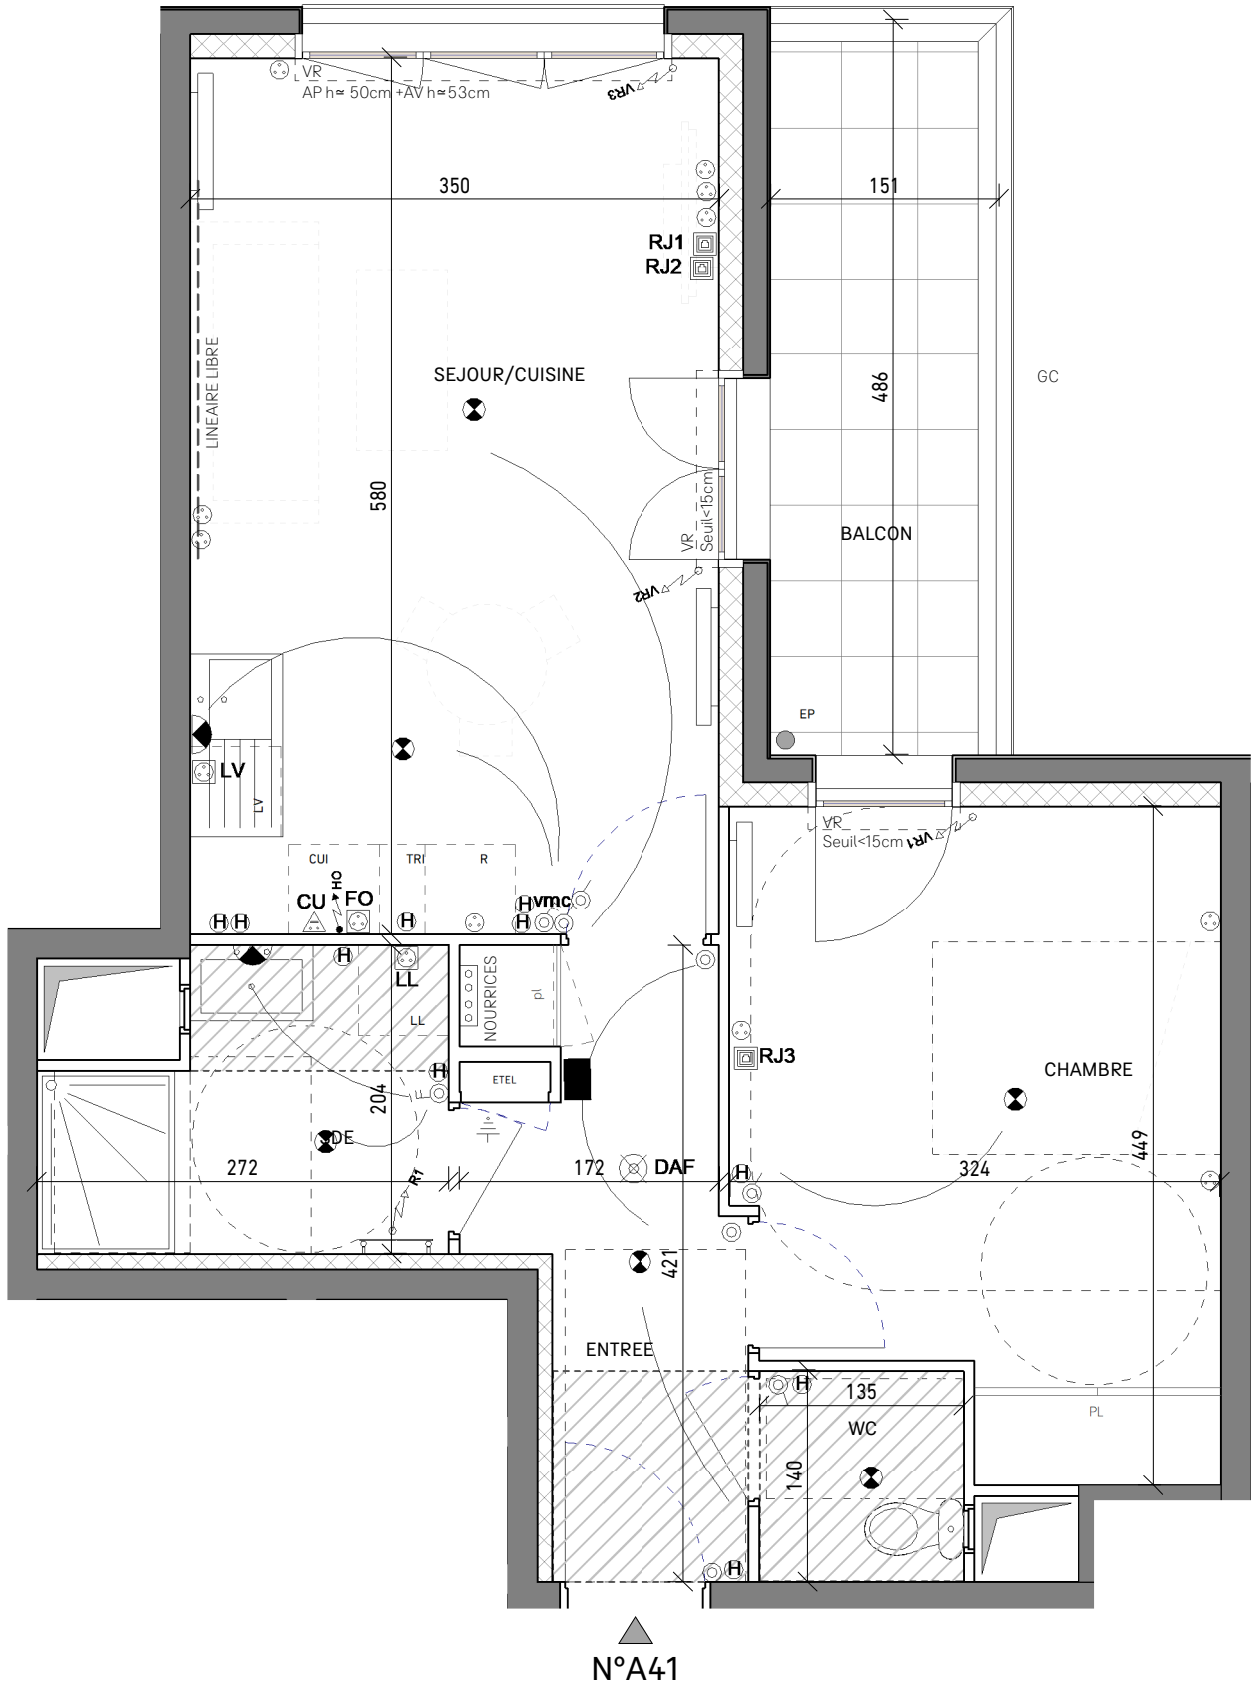 VR
AP h≃ 50cm +AV h≃53cm
VR3
350
151
RJ1
RJ2
LINEAIRE LIBRE
SEJOUR/CUISINE
486
GC
580
VR
Seuil<15cm
BALCON
VR2
EP
LV
LV
VR
Seuil<15cm
VR1
CUI
TRI
R
HO
CU
FO
H
vmc
H
H
H
H
H
LL
LL
NOURRICES
pl
RJ3
H
ETEL
CHAMBRE
204
SDE
449
272
172
DAF
H
324
R1
421
ENTREE
H
135
PL
WC
140
H
N°A41